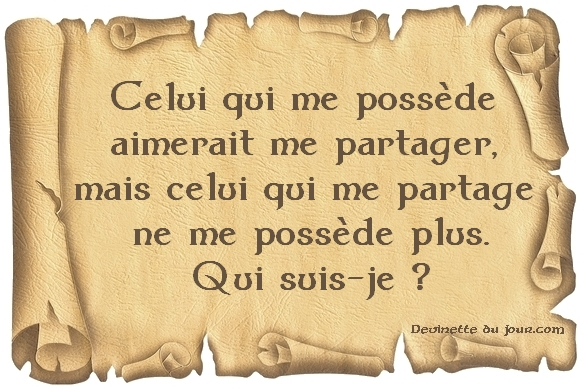 Celui qui me possède
aimerait me partager,
mais celui qui me partage
ne me possède plus.
Qui suis-je ?
Devinette du jour.com